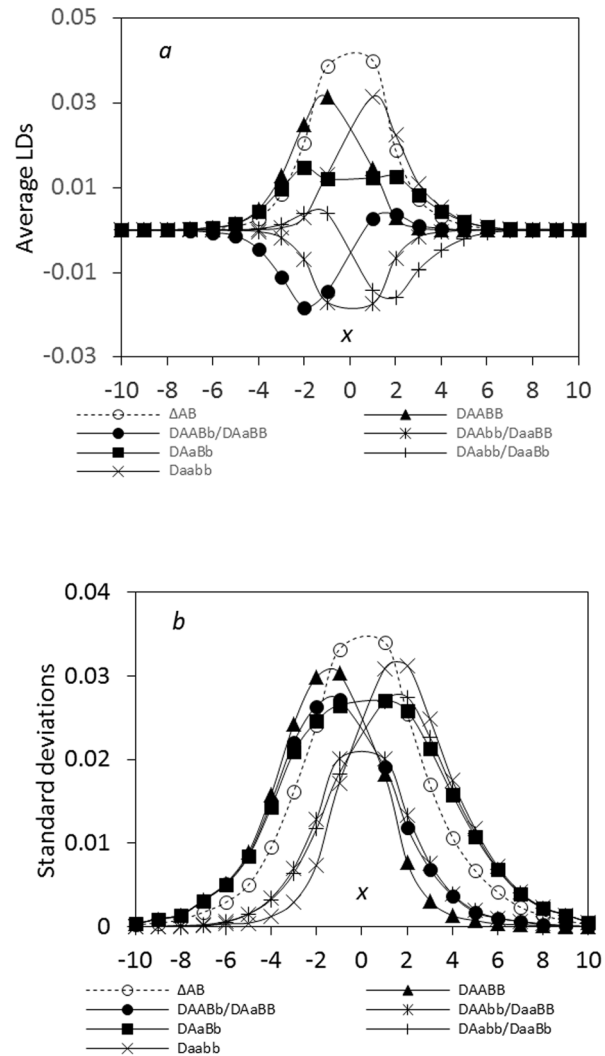 0.05
a
0.03
0.01
-0.01
-0.03
Average LDs
x
-10 -8 -6 -4 -2 0 2 4 6 8 10
ΔAB DAABB
DAABb/DAaBB DAAbb/DaaBB
DAaBb DAabb/DaaBb
Daabb
0.04
b
0.03
0.02
0.01
0
Standard deviations
x
-10 -8 -6 -4 -2 0 2 4 6 8 10
ΔAB DAABB
DAABb/DAaBB DAAbb/DaaBB
DAaBb DAabb/DaaBb
Daabb